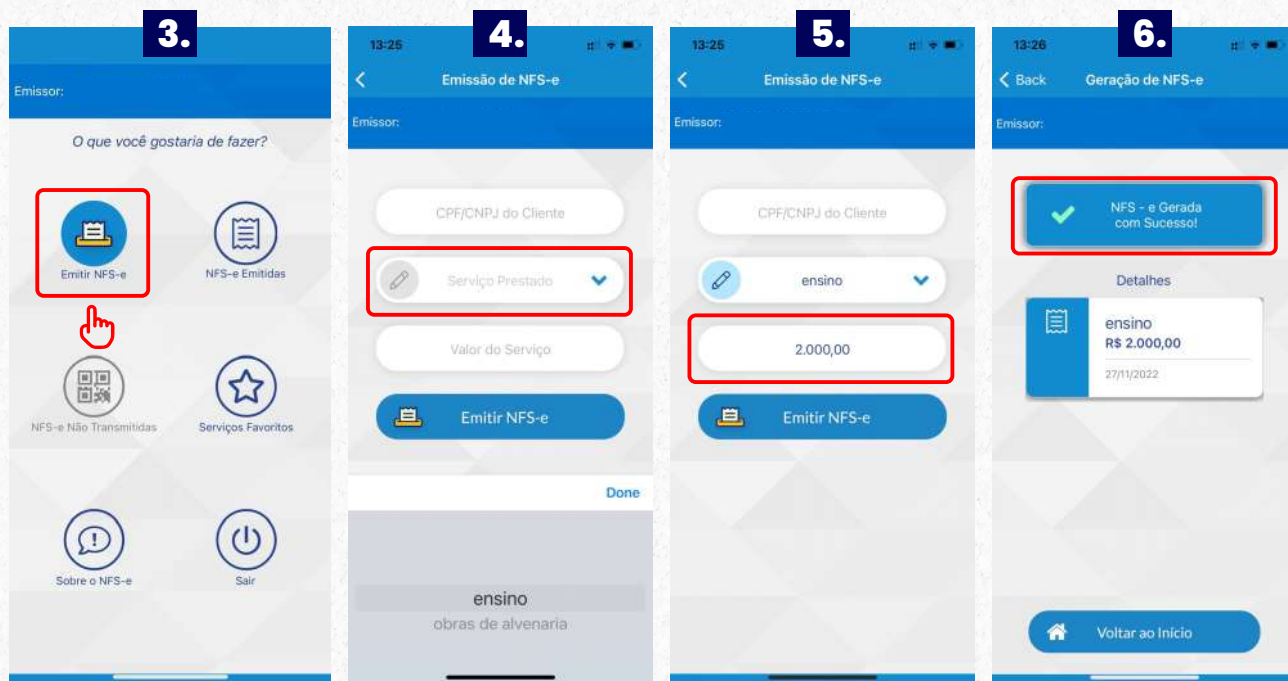 3.
Emissor:
O que você gostaria de fazer?
Emitir NFS-e
NFS-e Emitidas
NFS-e Não Transmitidas
Serviços Favoritos
Sobre o NFS-e
Sair
4.
13:25
Emissão de NFS-e
Emissor:
CPF/CNPJ do Cliente
Serviço Prestado
Valor do Serviço
Emitir NFS-e
Done
ensino
obras de alvenaria
5.
13:25
Emissão de NFS-e
Emissor:
CPF/CNPJ do Cliente
ensino
2.000,00
Emitir NFS-e
6.
13:26
Back
Geração de NFS-e
Emissor:
NFS - e Gerada
com Sucesso!
Detalhes
ensino
R$ 2.000,00
27/11/2022
Voltar ao Início